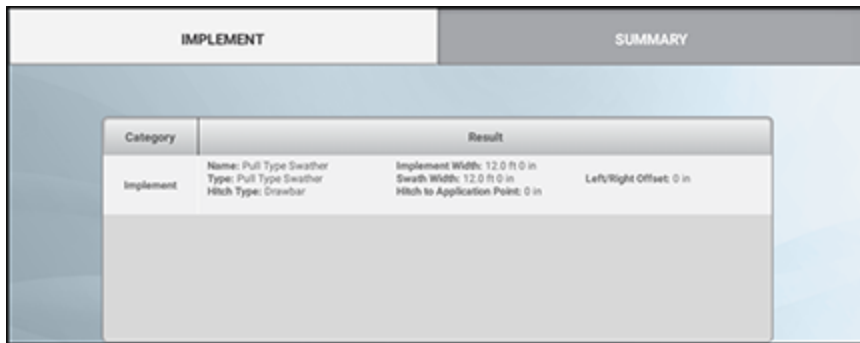 IMPLEMENT
SUMMARY
Category
Result
Implement
Name: Pull Type Swather
Type: Pull Type Swather
Hitch Type: Drawbar
Implement Width: 12.0 ft 0 in
Swath Width: 12.0 ft 0 in
Hitch to Application Point: 0 in
Left/Right Offset: 0 in